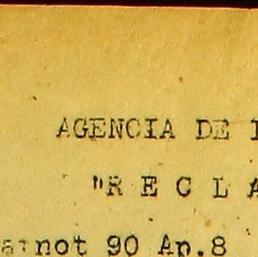 AGENCIA DE
"R E C L A
not 90 Ap.8